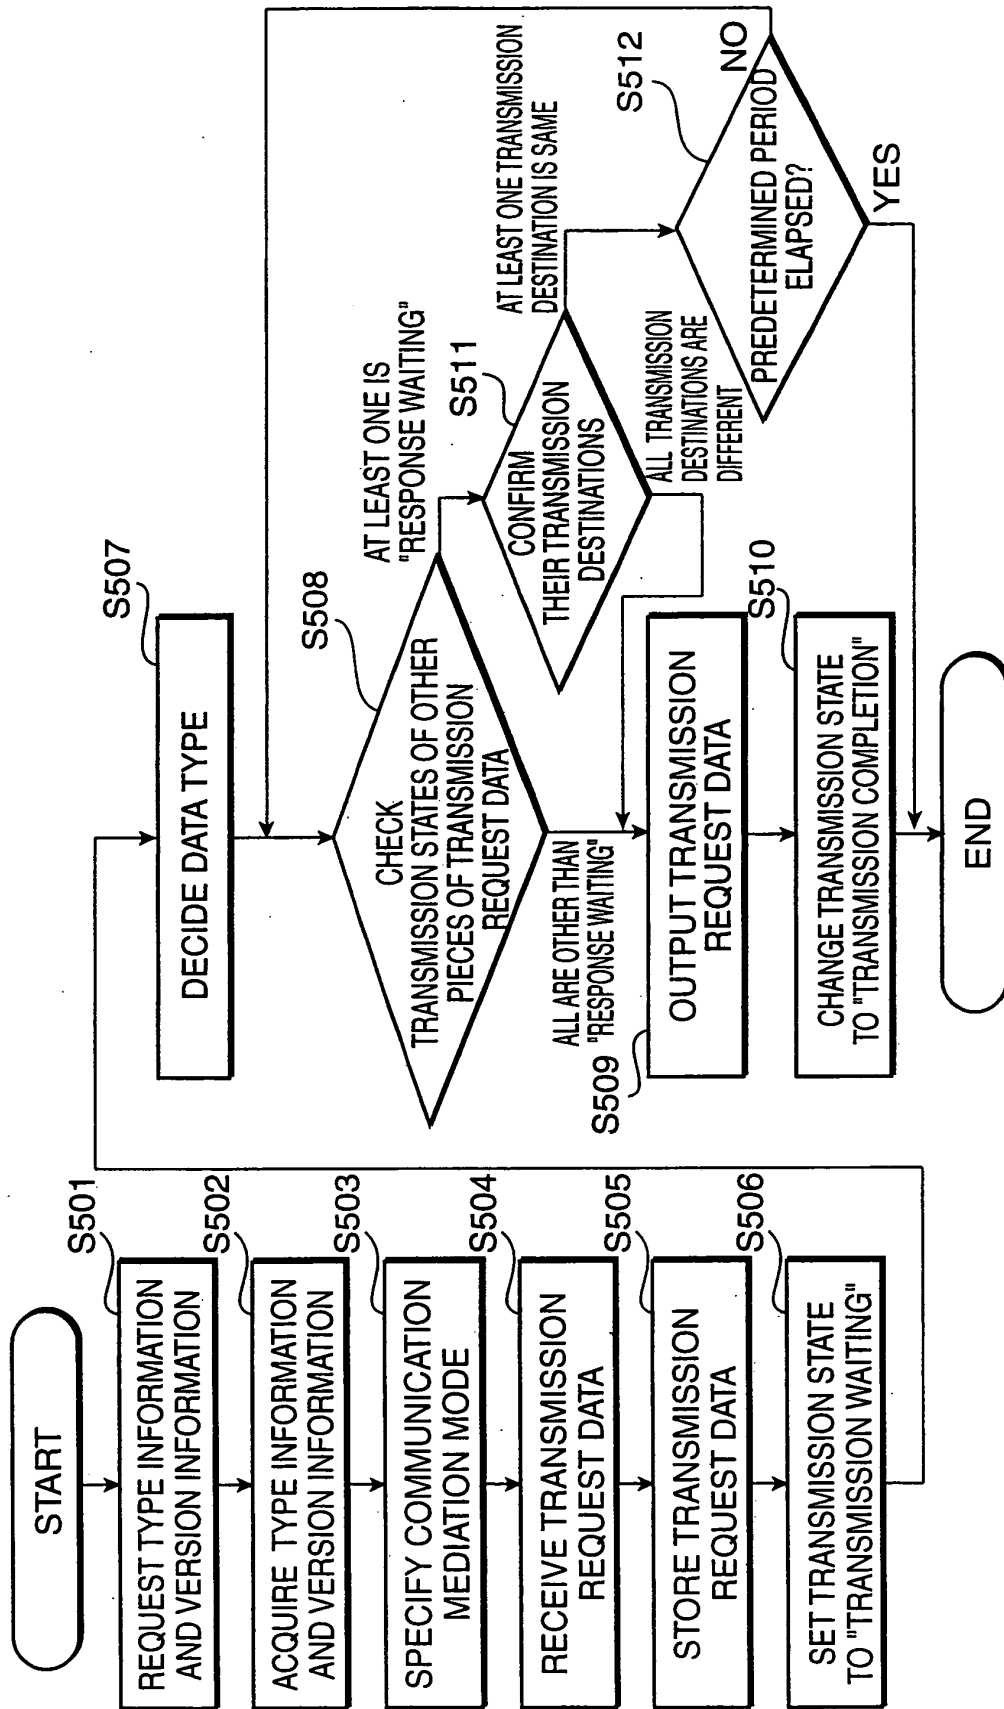 START
S501
REQUEST TYPE INFORMATION
AND VERSION INFORMATION
S502
ACQUIRE TYPE INFORMATION
AND VERSION INFORMATION
S503
SPECIFY COMMUNICATION
MEDIATION MODE
S504
RECEIVE TRANSMISSION
REQUEST DATA
S505
STORE TRANSMISSION
REQUEST DATA
S506
SET TRANSMISSION STATE
TO "TRANSMISSION WAITING"
S507
DECIDE DATA TYPE
S508
CHECK
TRANSMISSION STATES OF OTHER
PIECES OF TRANSMISSION
REQUEST DATA
AT LEAST ONE IS
"RESPONSE WAITING"
ALL ARE OTHER THAN
"RESPONSE WAITING"
S509
OUTPUT TRANSMISSION
REQUEST DATA
S510
CHANGE TRANSMISSION STATE
TO "TRANSMISSION COMPLETION"
END
S511
CONFIRM
THEIR TRANSMISSION
DESTINATIONS
AT LEAST ONE TRANSMISSION
DESTINATION IS SAME
ALL TRANSMISSION
DESTINATIONS ARE
DIFFERENT
S512
PREDETERMINED PERIOD
ELAPSED?
NO
YES